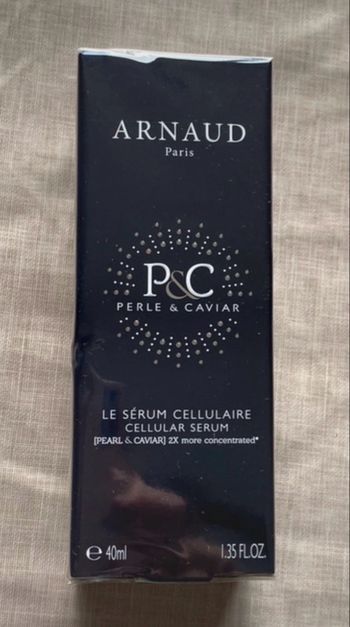 ARNAUD
Paris
P&C
PERLE & CAVIAR
LE SÉRUM CELLULAIRE
CELLULAR SERUM
[PEARL & CAVIAR] 2X more concentrated*
℮ 40ml 1.35 FL.OZ.